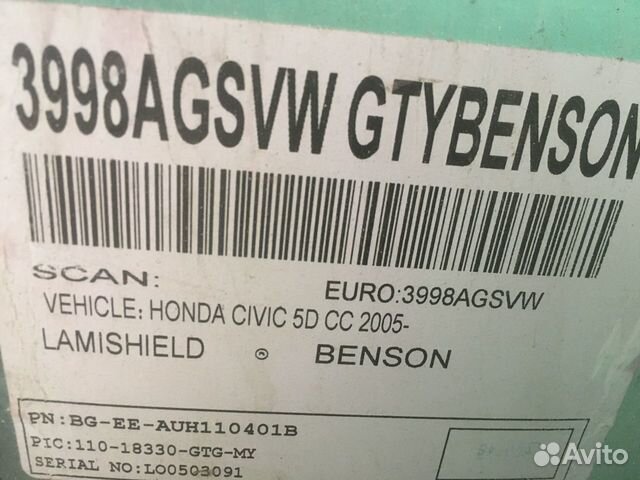 3998AGSVW GTYBENSON
SCAN:
EURO:3998AGSVW
VEHICLE: HONDA CIVIC 5D CC 2005-
LAMISHIELD ® BENSON
PN:BG-EE-AUH110401B
PIC:110-18330-GTG-MY
SERIAL NO:LO0503091
Avito